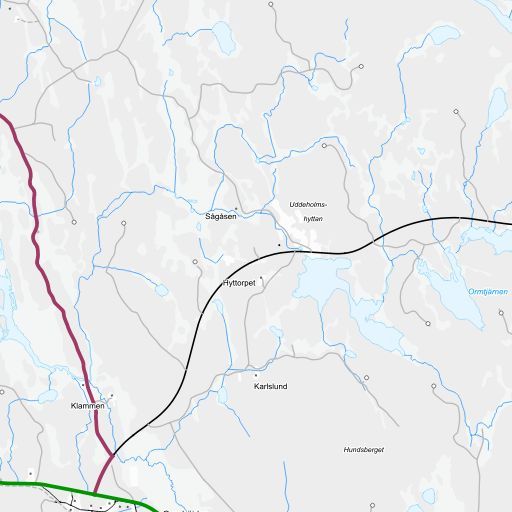 Uddeholms-
hyttan
Sågåsen
Hyttorpet
Ormtjärnen
Karlslund
Klammen
Hundsberget